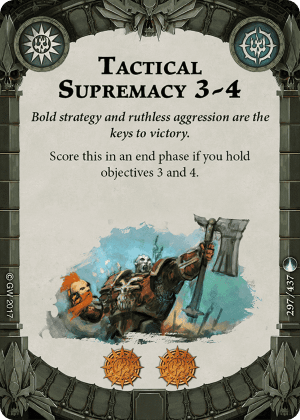 Tactical
Supremacy 3-4
Bold strategy and ruthless aggression are the
keys to victory.
Score this in an end phase if you hold
objectives 3 and 4.
© GW 2017
297/437